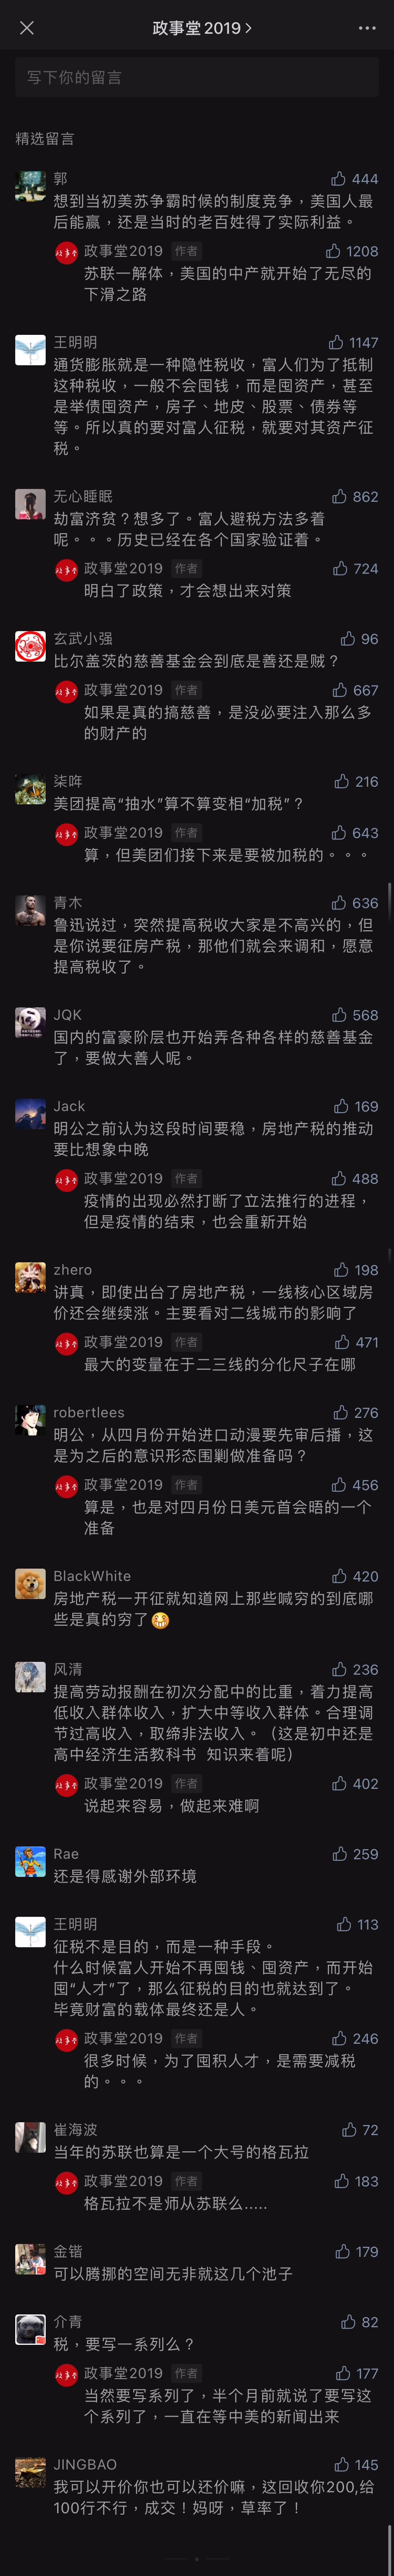 政事堂2019
写下你的留言
精选留言
郭 444
想到当初美苏争霸时候的制度竞争，美国人最
后能赢，还是当时的老百姓得了实际利益。
政事堂2019 作者 1208
苏联一解体，美国的中产就开始了无尽的
下滑之路
王明明 1147
通货膨胀就是一种隐性税收，富人们为了抵制
这种税收，一般不会囤钱，而是囤资产，甚至
是举债囤资产，房子、地皮、股票、债券等
等。所以真的要对富人征税，就要对其资产征
税。
无心睡眠 862
劫富济贫？想多了。富人避税方法多着
呢。。。历史已经在各个国家验证着。
政事堂2019 作者 724
明白了政策，才会想出来对策
玄武小强 96
比尔盖茨的慈善基金会到底是善还是贼？
政事堂2019 作者 667
如果是真的搞慈善，是没必要注入那么多
的财产的
柒吽 216
美团提高“抽水”算不算变相“加税”？
政事堂2019 作者 643
算，但美团们接下来是要被加税的。。。
青木 636
鲁迅说过，突然提高税收大家是不高兴的，但
是你说要征房产税，那他们就会来调和，愿意
提高税收了。
JQK 568
国内的富豪阶层也开始弄各种各样的慈善基金
了，要做大善人呢。
Jack 169
明公之前认为这段时间要稳，房地产税的推动
要比想象中晚
政事堂2019 作者 488
疫情的出现必然打断了立法推行的进程，
但是疫情的结束，也会重新开始
zhero 198
讲真，即使出台了房地产税，一线核心区域房
价还会继续涨。主要看对二线城市的影响了
政事堂2019 作者 471
最大的变量在于二三线的分化尺子在哪
robertlees 276
明公，从四月份开始进口动漫要先审后播，这
是为之后的意识形态围剿做准备吗？
政事堂2019 作者 456
算是，也是对四月份日美元首会晤的一个
准备
BlackWhite 420
房地产税一开征就知道网上那些喊穷的到底哪
些是真的穷了😆
风清 236
提高劳动报酬在初次分配中的比重，着力提高
低收入群体收入，扩大中等收入群体。合理调
节过高收入，取缔非法收入。（这是初中还是
高中经济生活教科书 知识来着呢）
政事堂2019 作者 402
说起来容易，做起来难啊
Rae 259
还是得感谢外部环境
王明明 113
征税不是目的，而是一种手段。
什么时候富人开始不再囤钱、囤资产，而开始
囤“人才”了，那么征税的目的也就达到了。
毕竟财富的载体最终还是人。
政事堂2019 作者 246
很多时候，为了囤积人才，是需要减税
的。。。
崔海波 72
当年的苏联也算是一个大号的格瓦拉
政事堂2019 作者 183
格瓦拉不是师从苏联么.....
金锴 179
可以腾挪的空间无非就这几个池子
介青 82
税，要写一系列么？
政事堂2019 作者 177
当然要写系列了，半个月前就说了要写这
个系列了，一直在等中美的新闻出来
JINGBAO 145
我可以开价你也可以还价嘛，这回收你200,给
100行不行，成交！妈呀，草率了！